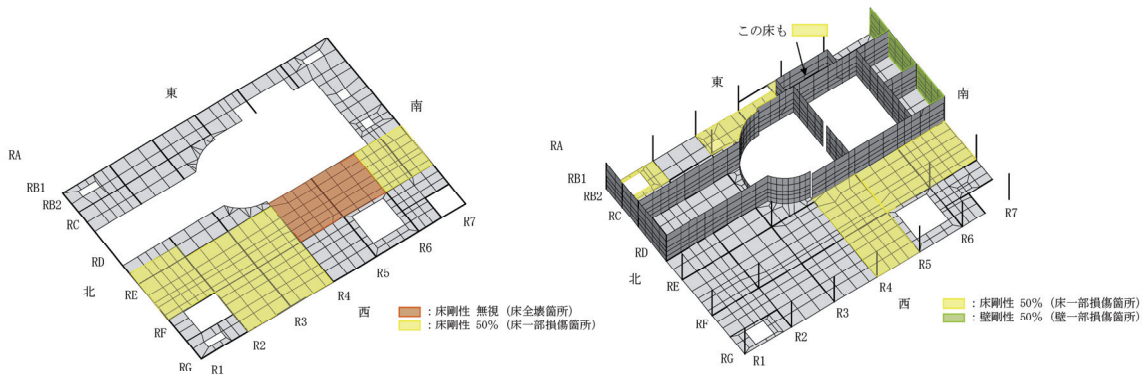 東
南
RA
RB1
RB2
RC
RD
RE
RF
RG
北
西
R1
R2
R3
R4
R5
R6
R7
：床剛性 無視（床全壊箇所）
：床剛性 50%（床一部損傷箇所）
この床も
東
南
RA
RB1
RB2
RC
RD
RE
RF
RG
北
西
R1
R2
R3
R4
R5
R6
R7
：床剛性 50%（床一部損傷箇所）
：壁剛性 50%（壁一部損傷箇所）